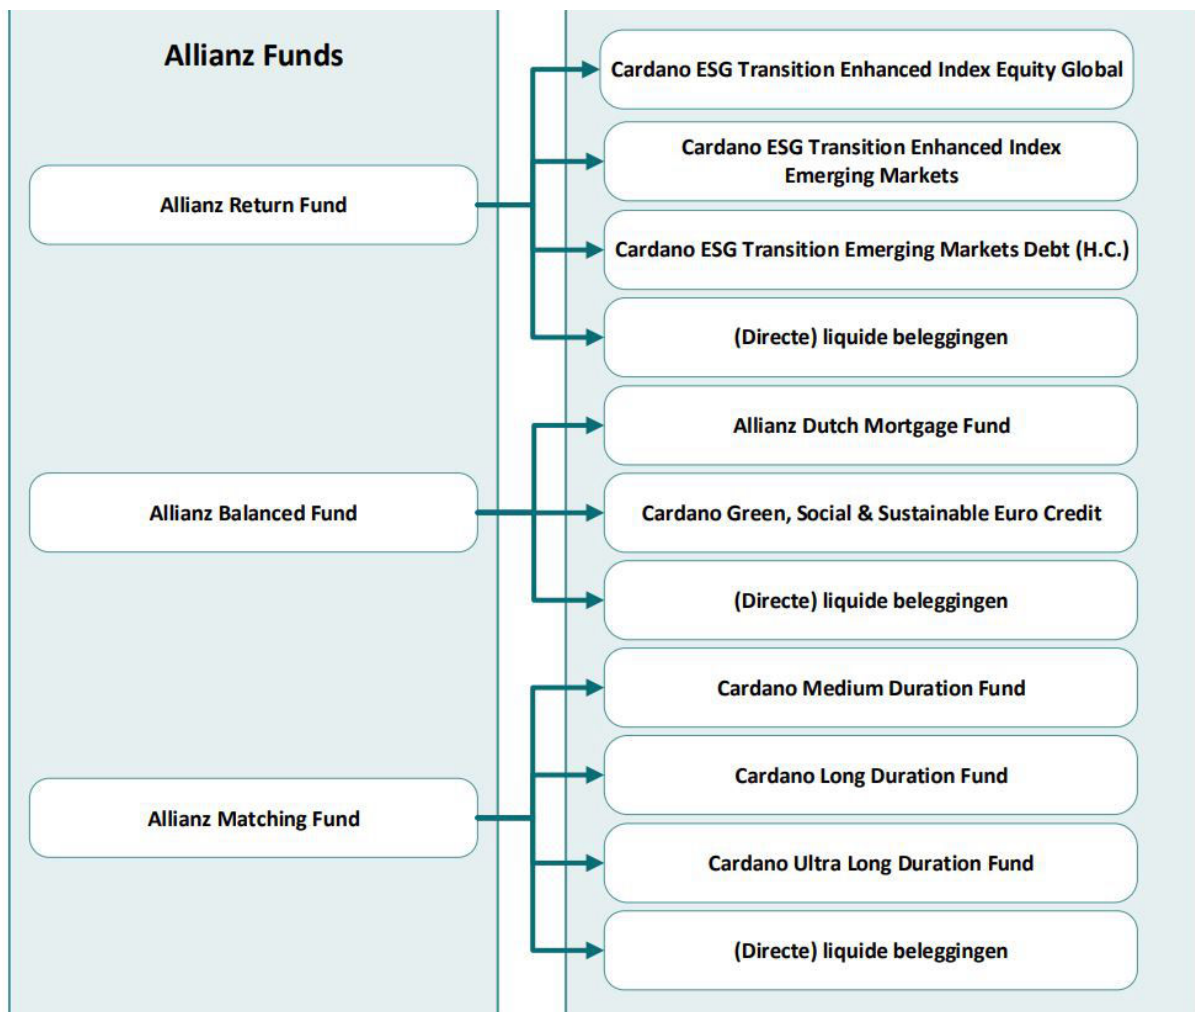 Allianz Funds
Allianz Return Fund
Cardano ESG Transition Enhanced Index Equity Global
Cardano ESG Transition Enhanced Index
Emerging Markets
Cardano ESG Transition Emerging Markets Debt (H.C.)
(Directe) liquide beleggingen
Allianz Balanced Fund
Allianz Dutch Mortgage Fund
Cardano Green, Social & Sustainable Euro Credit
(Directe) liquide beleggingen
Allianz Matching Fund
Cardano Medium Duration Fund
Cardano Long Duration Fund
Cardano Ultra Long Duration Fund
(Directe) liquide beleggingen